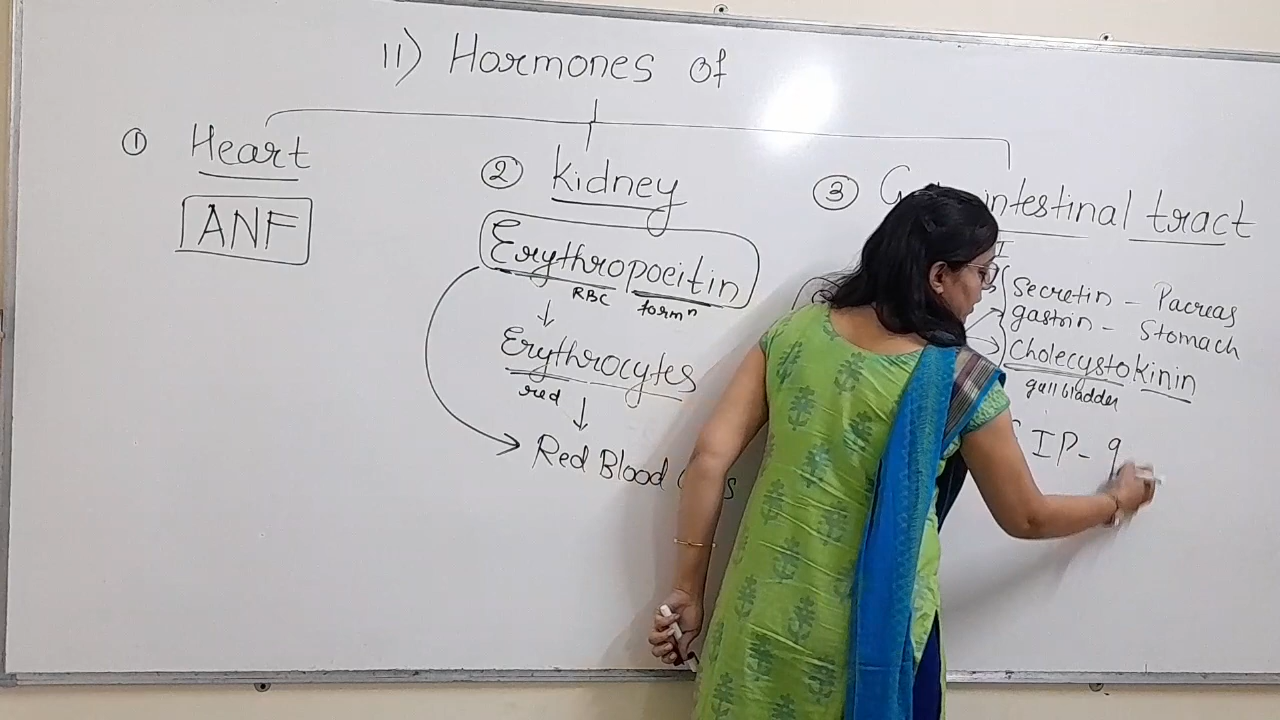 11) Hormones of
① Heart
ANF
② Kidney
Erythropoeitin
RBC formⁿ
↓
Erythrocytes
red ↓
Red Blood
③ intestinal tract
Secretin - Pacreas
gastrin - Stomach
Cholecystokinin
gall bladder
IP - g